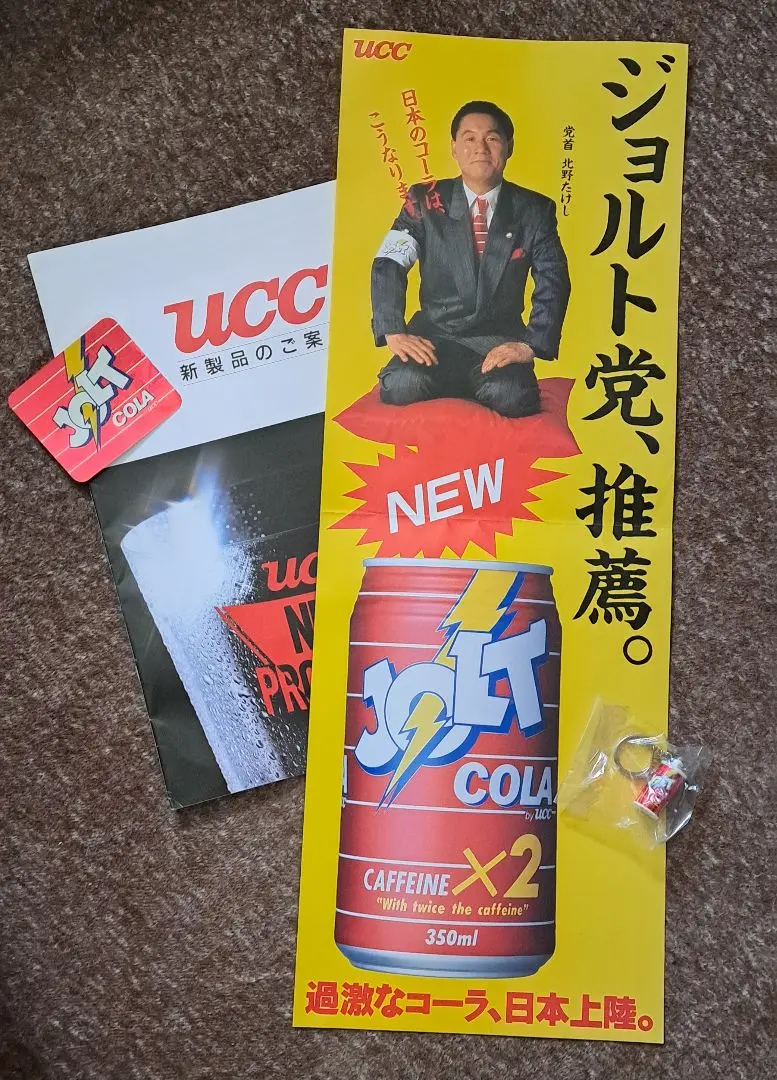 ucc
日本のコーラは、
こうなります。
党首 北野たけし
ジョルト党、推薦。
NEW
JOLT
COLA
by ucc
CAFFEINE ×2
"With twice the caffeine"
350ml
過激なコーラ、日本上陸。
ucc
新製品のご案
JOLT
COLA
uc
N
PRO